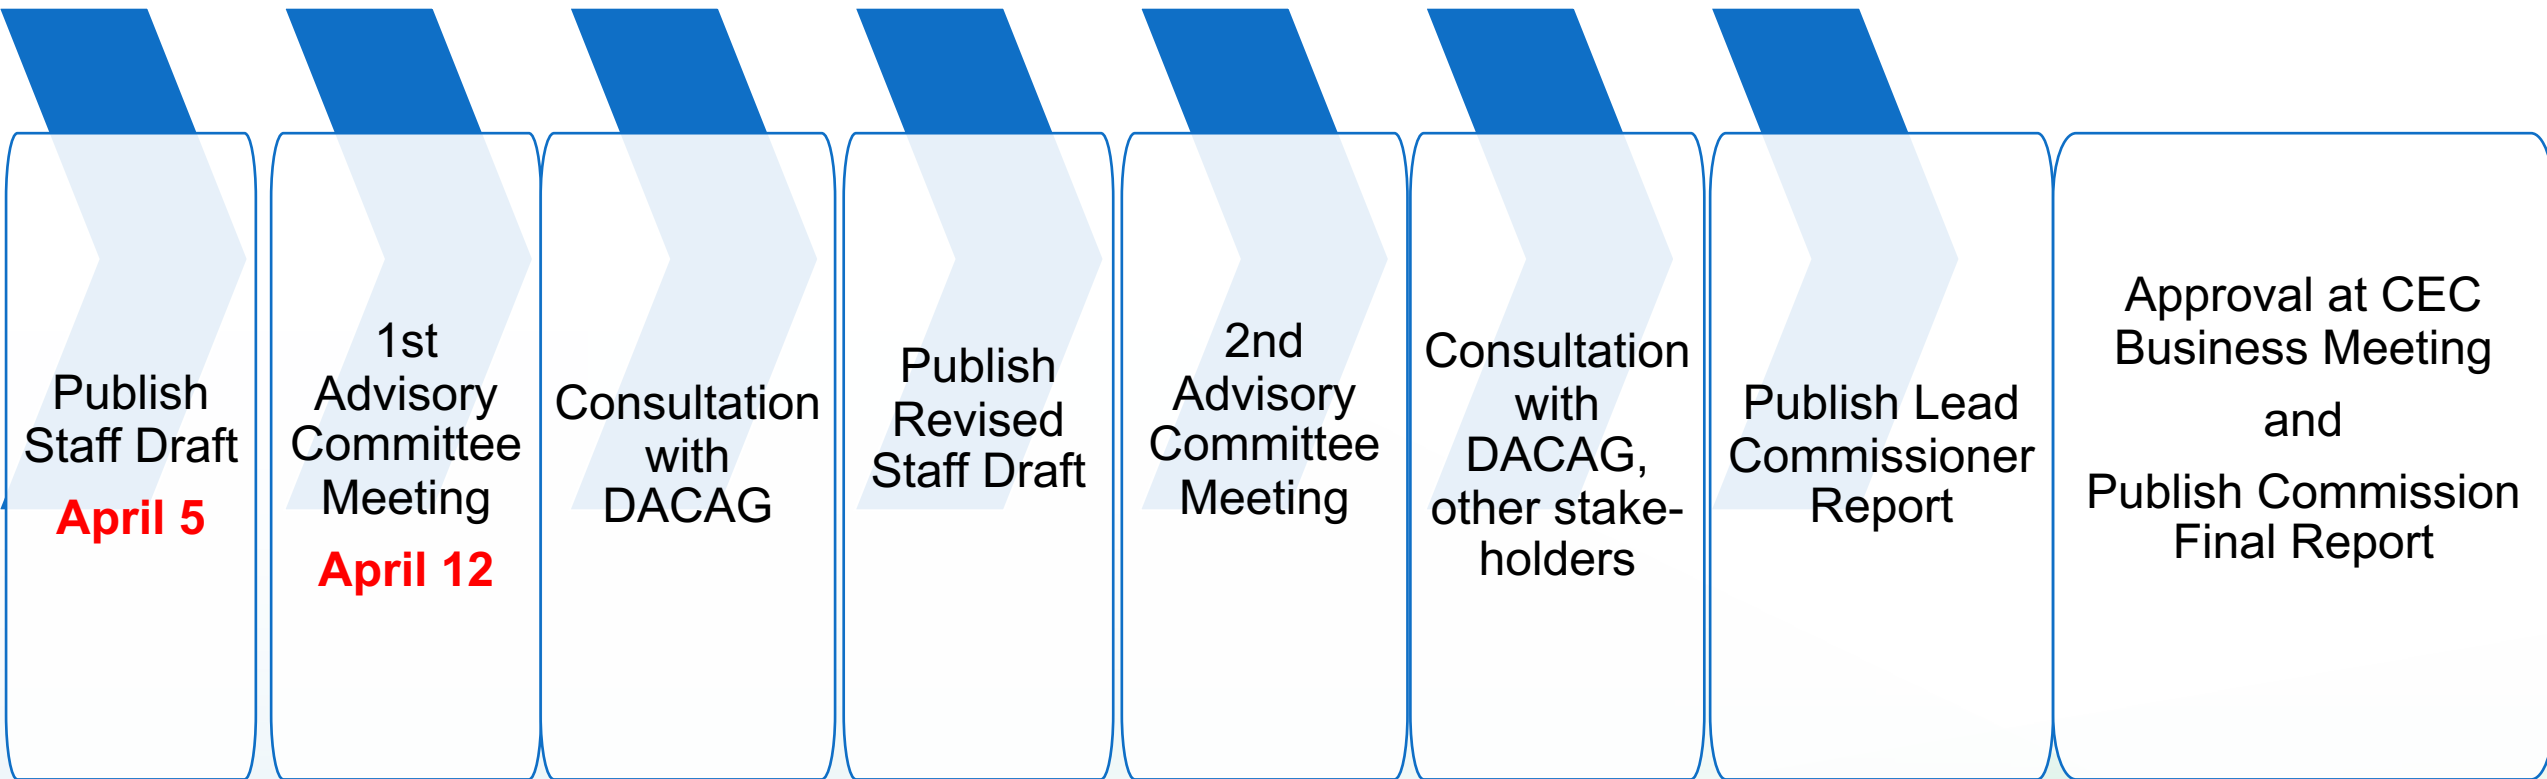 Publish
Staff Draft
April 5
1st
Advisory
Committee
Meeting
April 12
Consultation
with
DACAG
Publish
Revised
Staff Draft
2nd
Advisory
Committee
Meeting
Consultation
with
DACAG,
other stake-
holders
Publish Lead
Commissioner
Report
Approval at CEC
Business Meeting
and
Publish Commission
Final Report